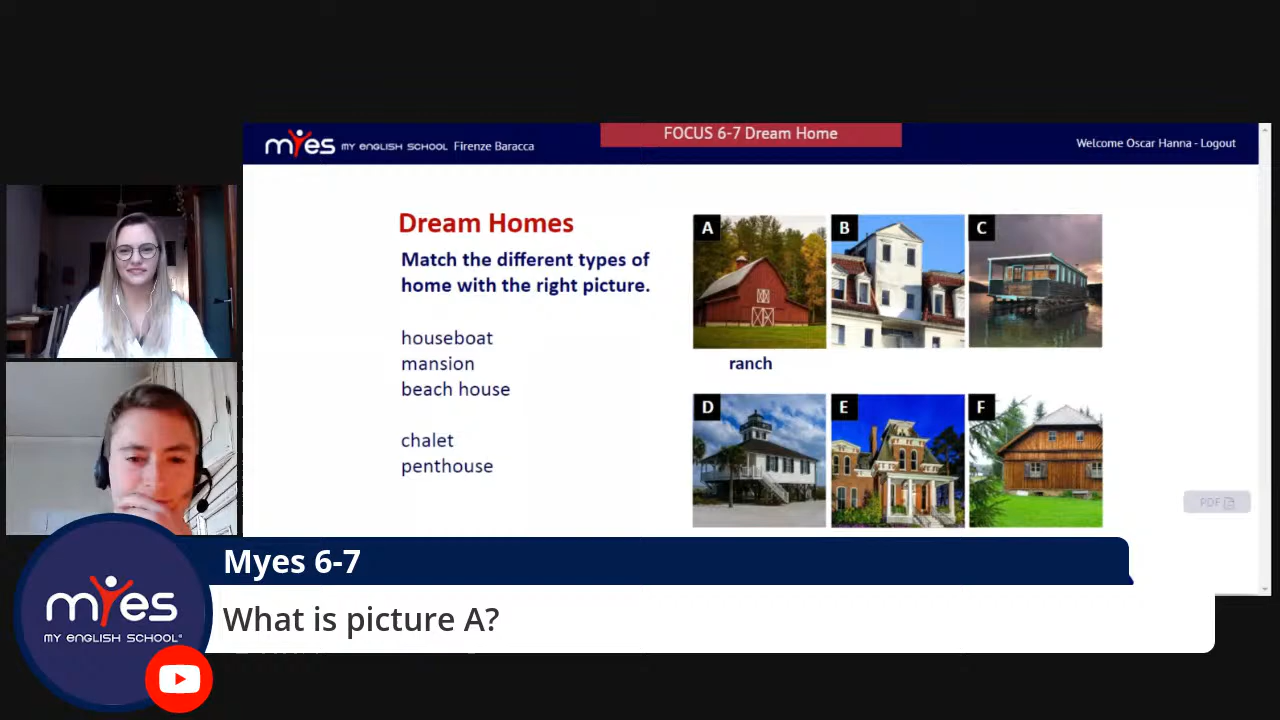 myes MY ENGLISH SCHOOL Firenze Baracca
FOCUS 6-7 Dream Home
Welcome Oscar Hanna - Logout
Dream Homes
Match the different types of
home with the right picture.
houseboat
mansion
beach house
chalet
penthouse
A
B
C
ranch
D
E
F
PDF
Myes 6-7
What is picture A?
myes
MY ENGLISH SCHOOL®